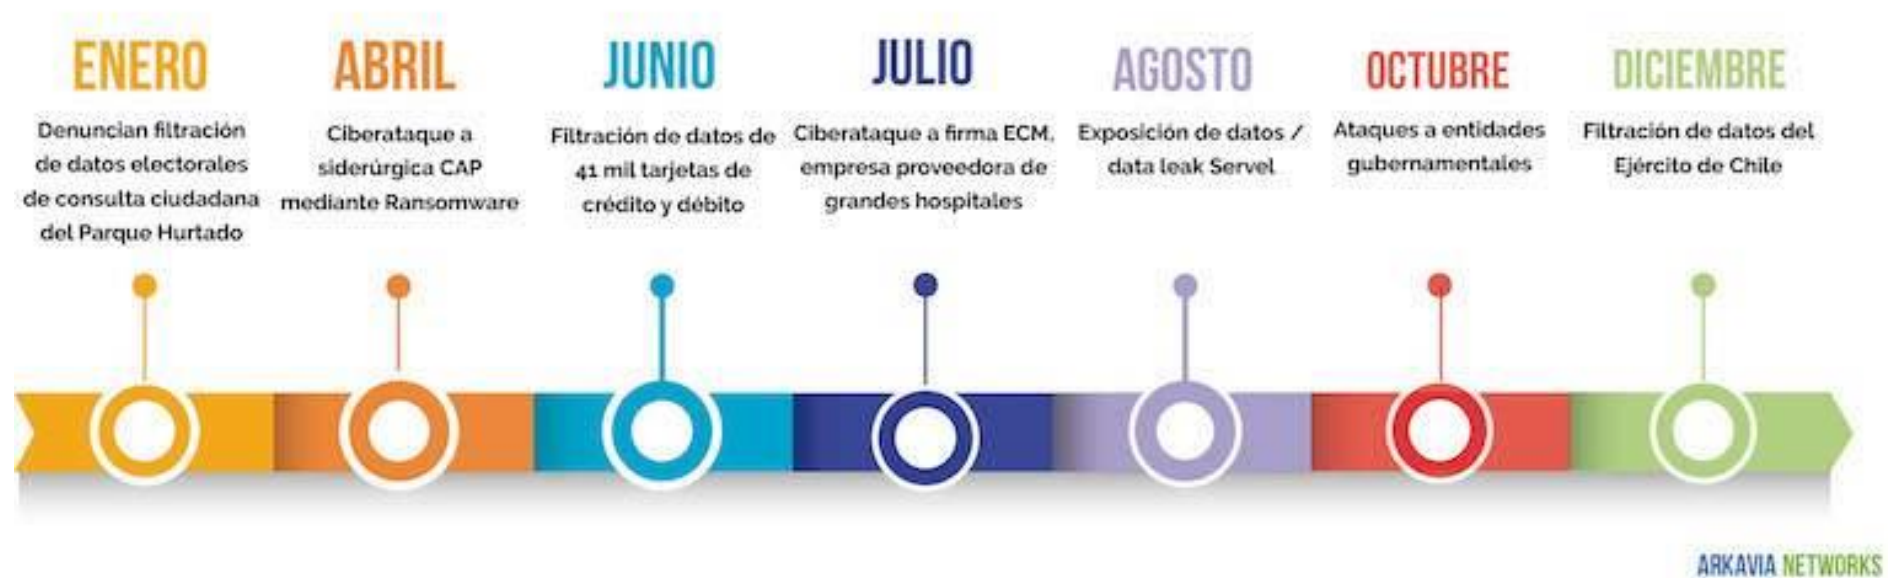 ENERO
Denuncian filtración
de datos electorales
de consulta ciudadana
del Parque Hurtado
ABRIL
Ciberataque a
siderúrgica CAP
mediante Ransomware
JUNIO
Filtración de datos de
41 mil tarjetas de
crédito y débito
JULIO
Ciberataque a firma ECM,
empresa proveedora de
grandes hospitales
AGOSTO
Exposición de datos /
data leak Servel
OCTUBRE
Ataques a entidades
gubernamentales
DICIEMBRE
Filtración de datos del
Ejército de Chile
ARKAVIA NETWORKS